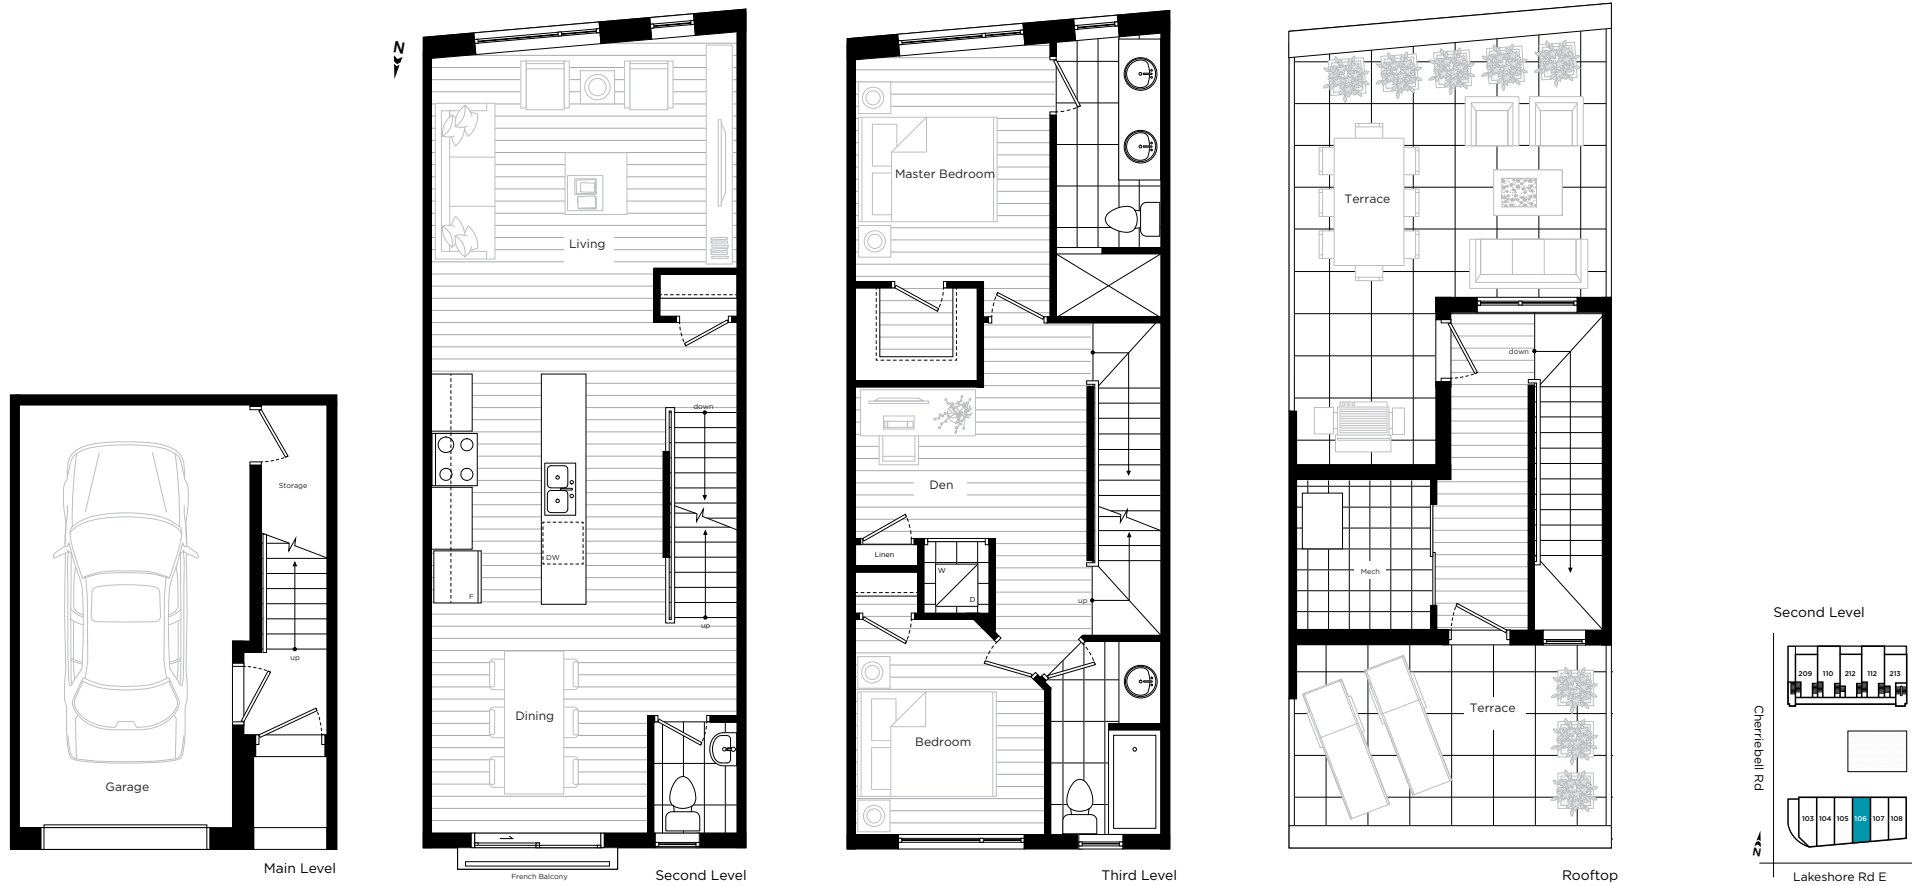 Storage
up
Garage
Main Level
N
Living
down
DW
F
up
Dining
French Balcony
Second Level
Master Bedroom
Den
Linen
W
D
up
Bedroom
Third Level
Terrace
down
Mech
Terrace
Rooftop
Second Level
209 110 212 112 213
Cherriebell Rd
103 104 105 106 107 108
N
Lakeshore Rd E